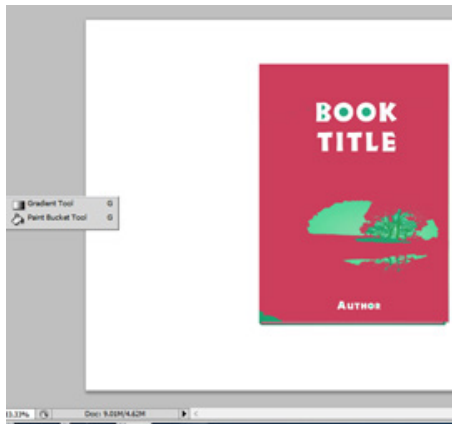 BOOK
TITLE
Gradient Tool G
Paint Bucket Tool G
AUTHOR
33.33% Doc: 9.01M/4.62M